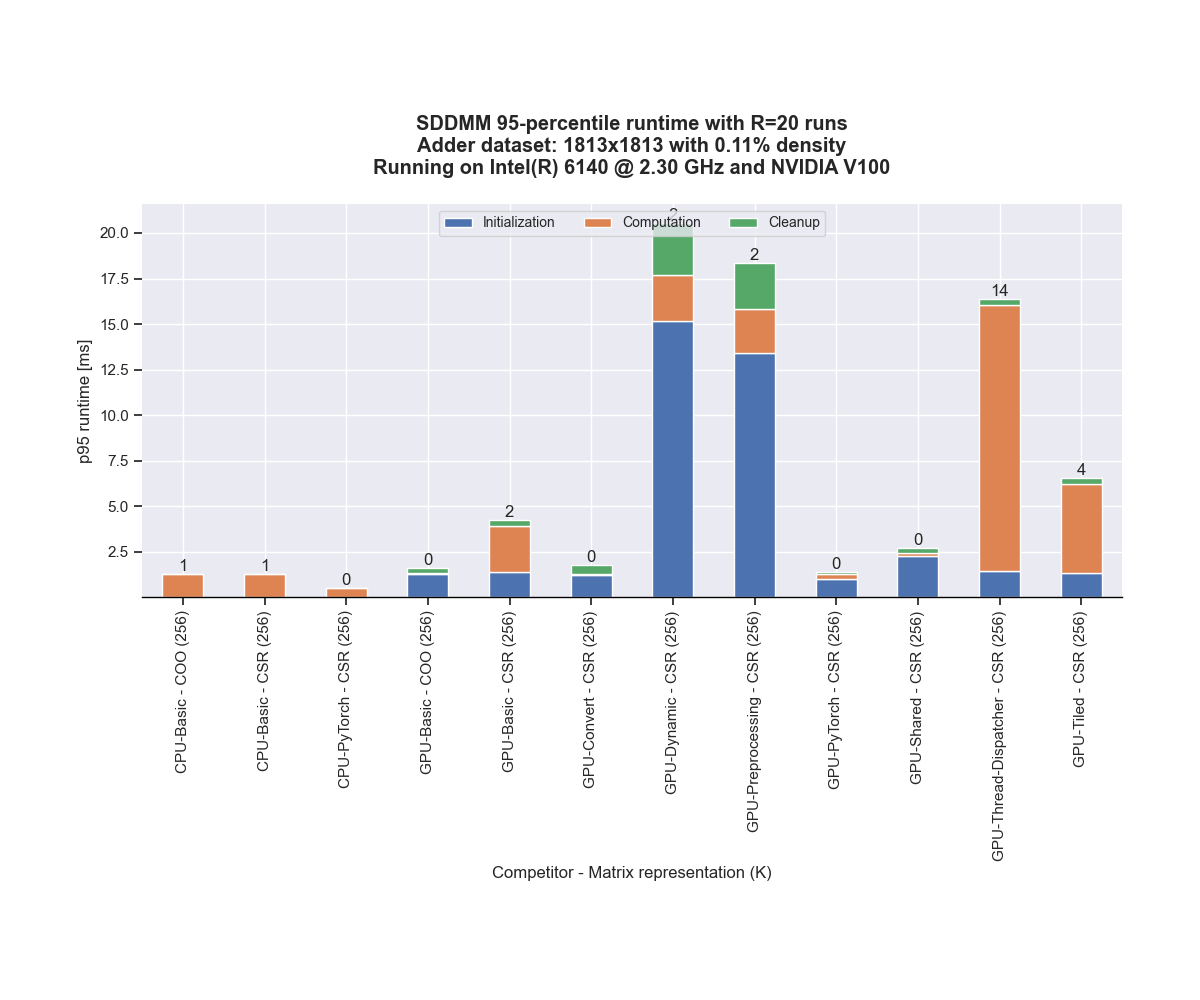 SDDMM 95-percentile runtime with R=20 runs
Adder dataset: 1813x1813 with 0.11% density
Running on Intel(R) 6140 @ 2.30 GHz and NVIDIA V100
Initialization Computation Cleanup
p95 runtime [ms]
20.0
17.5
15.0
12.5
10.0
7.5
5.0
2.5
1
1
0
0
2
0
2
2
0
0
14
4
CPU-Basic - COO (256)
CPU-Basic - CSR (256)
CPU-PyTorch - CSR (256)
GPU-Basic - COO (256)
GPU-Basic - CSR (256)
GPU-Convert - CSR (256)
GPU-Dynamic - CSR (256)
GPU-Preprocessing - CSR (256)
GPU-PyTorch - CSR (256)
GPU-Shared - CSR (256)
GPU-Thread-Dispatcher - CSR (256)
GPU-Tiled - CSR (256)
Competitor - Matrix representation (K)